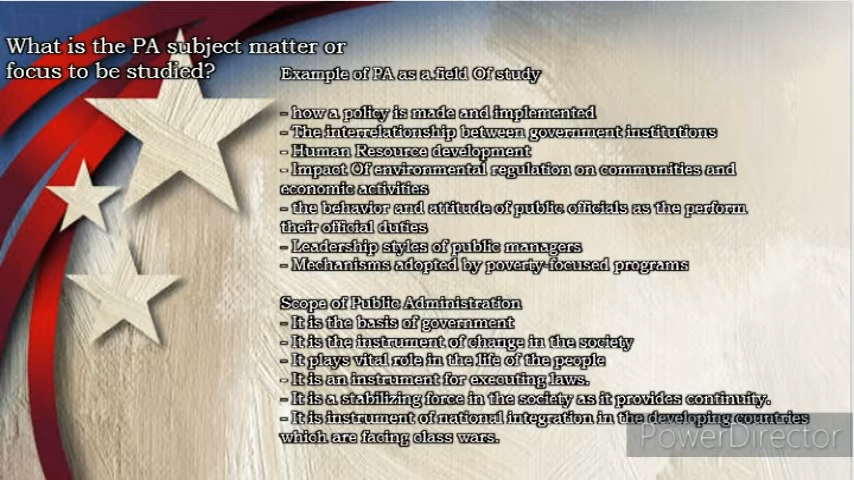 What is the PA subject matter or
focus to be studied?
Example of PA as a field Of study
- how a policy is made and implemented
- The interrelationship between government institutions
- Human Resource development
- Impact Of environmental regulation on communities and
economic activities
- the behavior and attitude of public officials as the perform
their official duties
- Leadership styles of public managers
- Mechanisms adopted by poverty-focused programs
Scope of Public Administration
- It is the basis of government
- It is the instrument of change in the society
- It plays vital role in the life of the people
- It is an instrument for executing laws.
- It is a stabilizing force in the society as it provides continuity.
- It is instrument of national integration in the developing countries
which are facing class wars.
PowerDirector